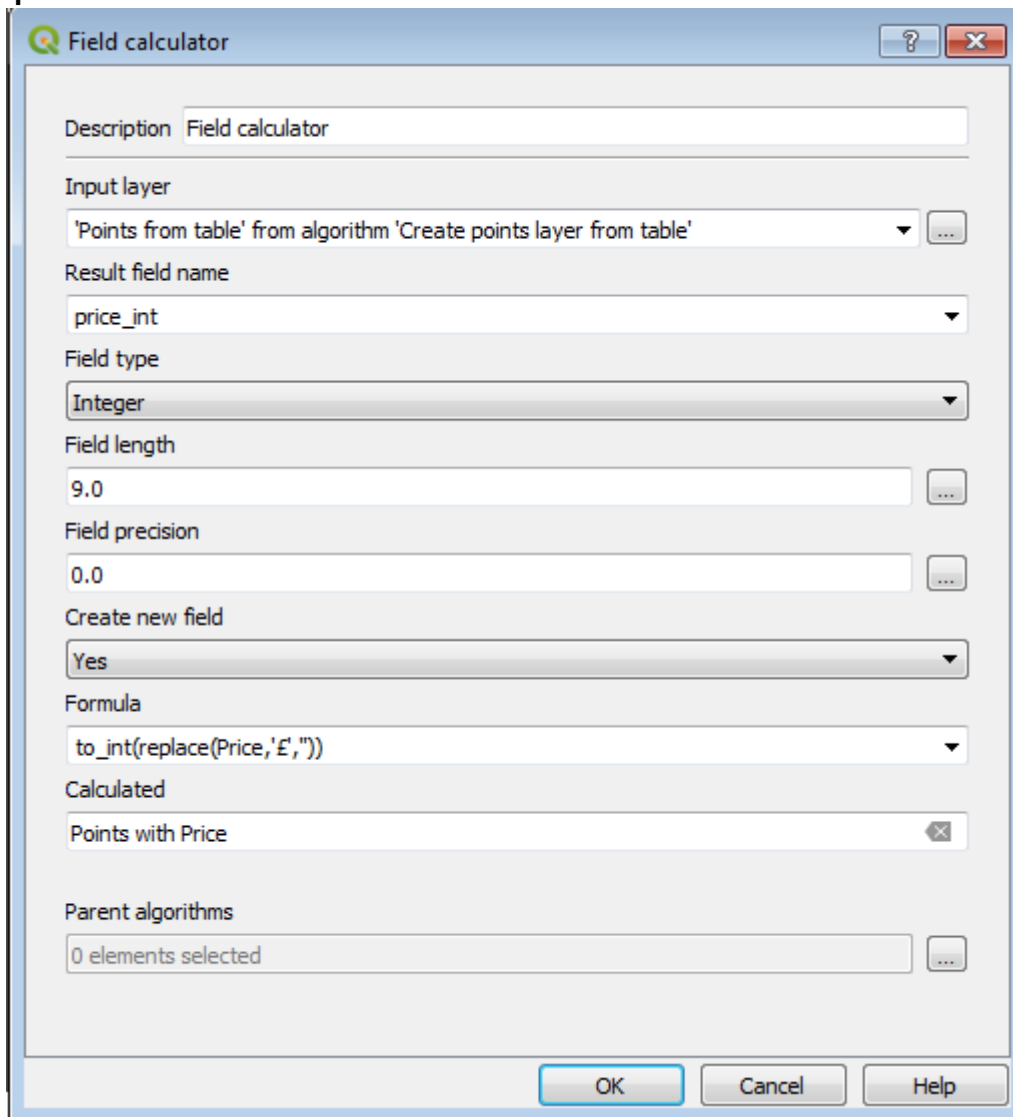 Field calculator
Description Field calculator
Input layer
'Points from table' from algorithm 'Create points layer from table'
...
Result field name
price_int
Field type
Integer
Field length
9.0
...
Field precision
0.0
...
Create new field
Yes
Formula
to_int(replace(Price,'£',''))
Calculated
Points with Price
Parent algorithms
0 elements selected
...
OK Cancel Help